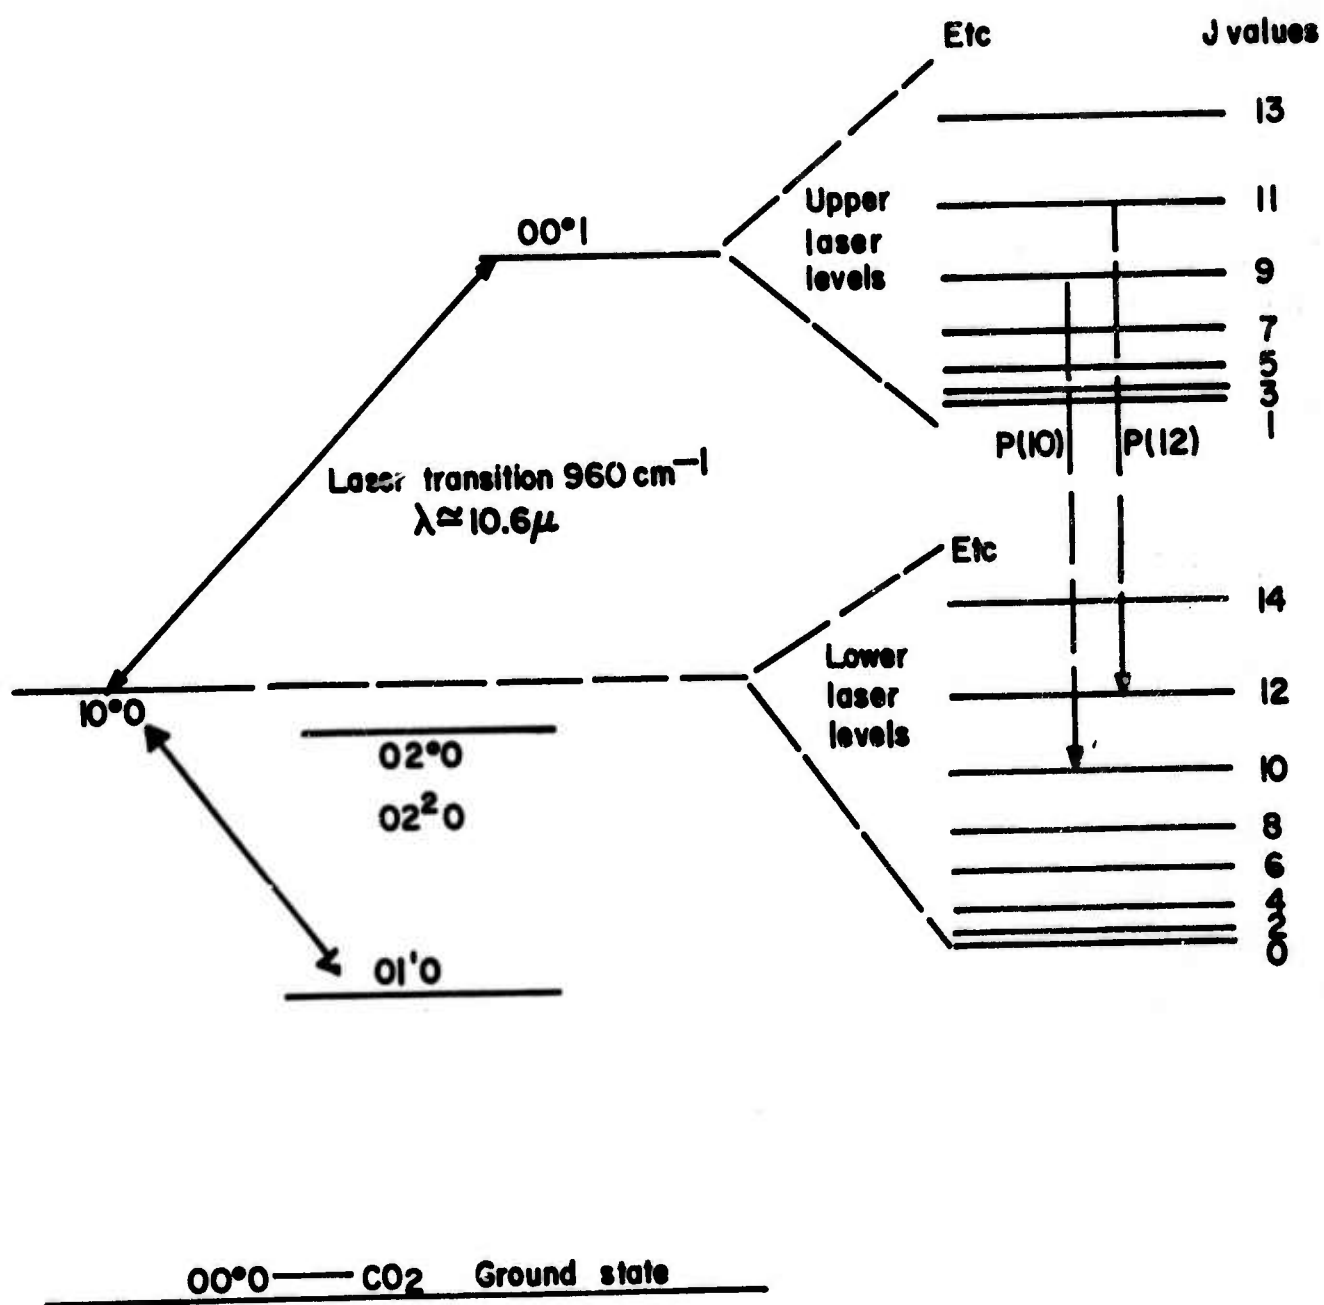 Etc
J values
13
Upper
laser
levels
11
9
7
5
3
1
00°1
P(10)
P(12)
Laser transition 960 cm⁻¹
λ≃10.6μ
Etc
14
Lower
laser
levels
12
10
8
6
4
2
0
10°0
02°0
02²0
01'0
00°0 — CO₂ Ground state